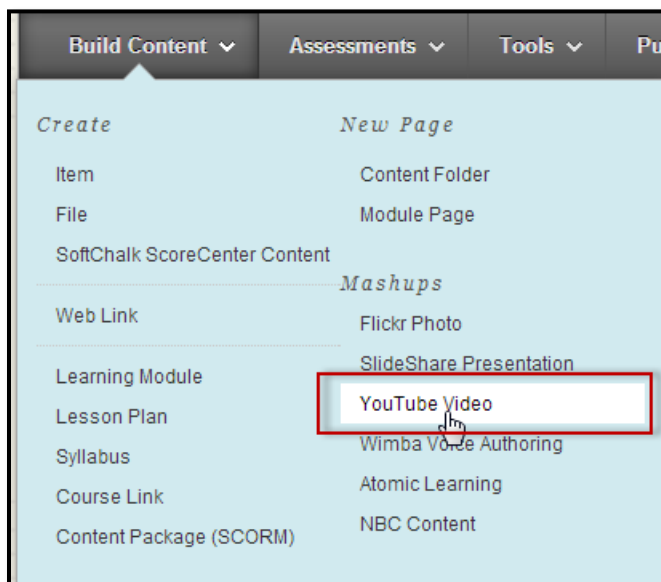 Build Content
Assessments
Tools
Pu
Create
Item
File
SoftChalk ScoreCenter Content
Web Link
Learning Module
Lesson Plan
Syllabus
Course Link
Content Package (SCORM)
New Page
Content Folder
Module Page
Mashups
Flickr Photo
SlideShare Presentation
YouTube Video
Wimba Voice Authoring
Atomic Learning
NBC Content